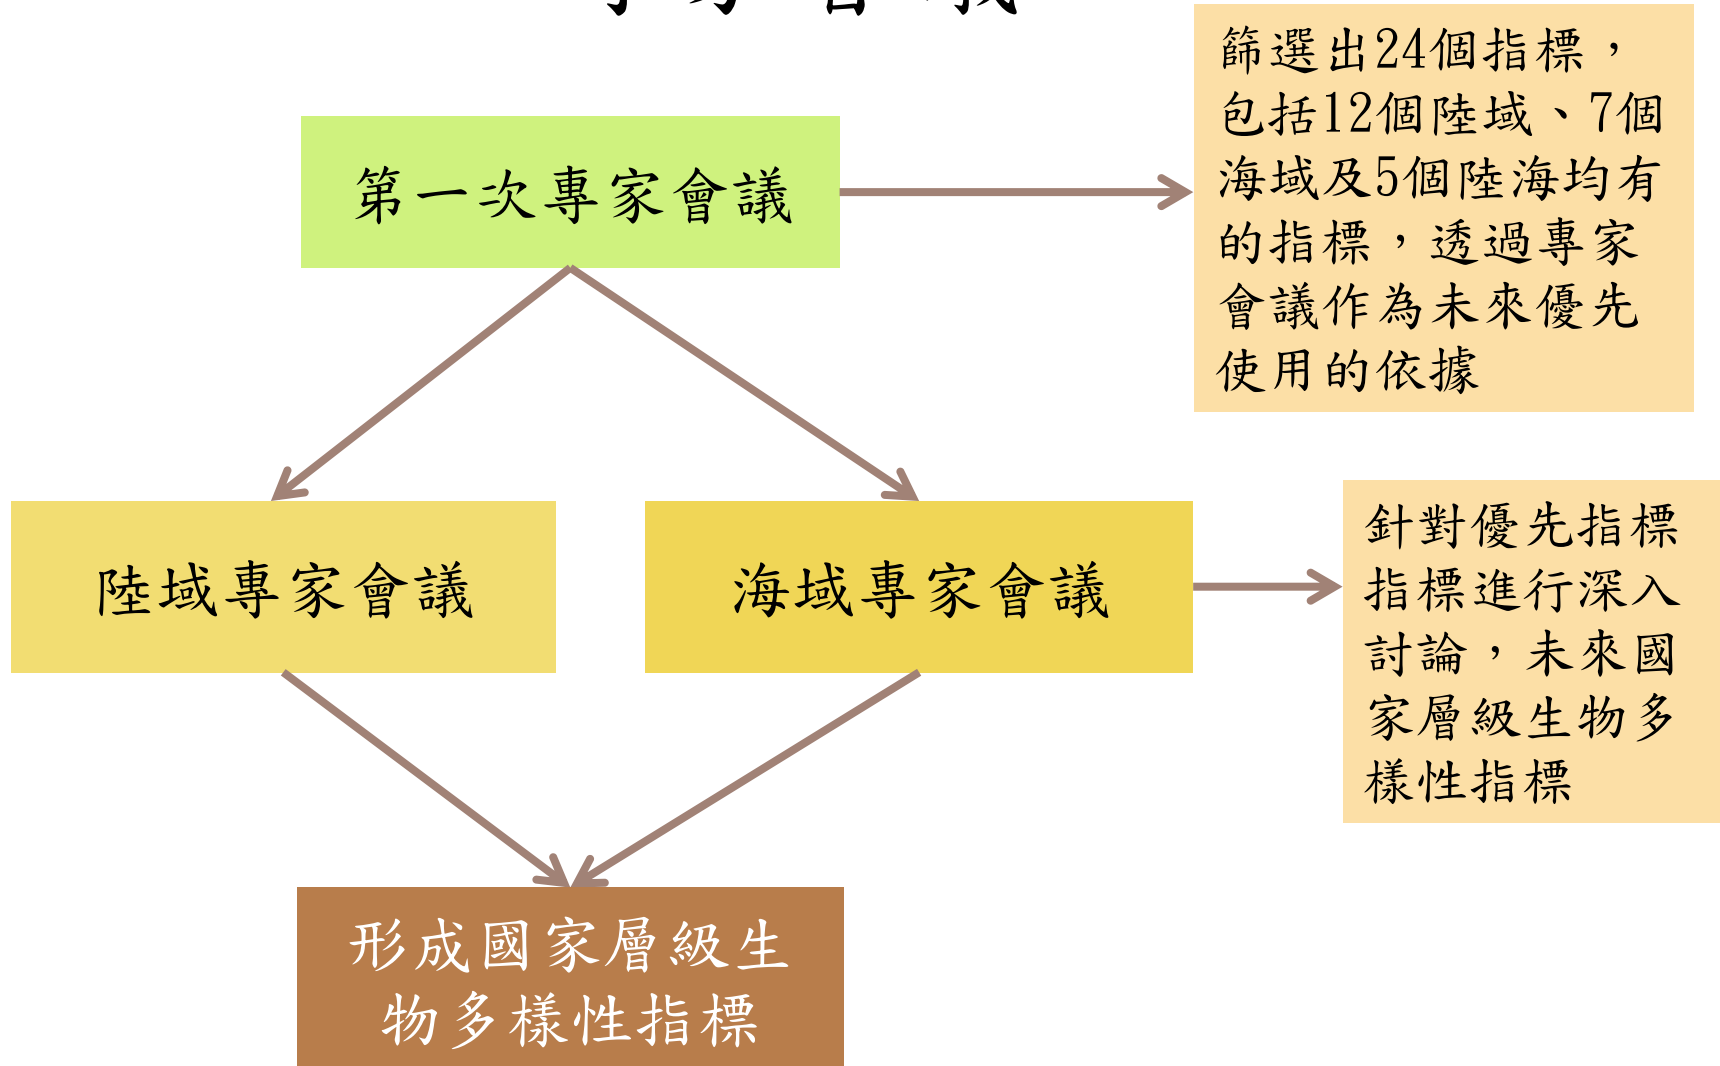 篩選出24個指標，
包括12個陸域、7個
海域及5個陸海均有
的指標，透過專家
會議作為未來優先
使用的依據
第一次專家會議
陸域專家會議
海域專家會議
針對優先指標
指標進行深入
討論，未來國
家層級生物多
樣性指標
形成國家層級生
物多樣性指標